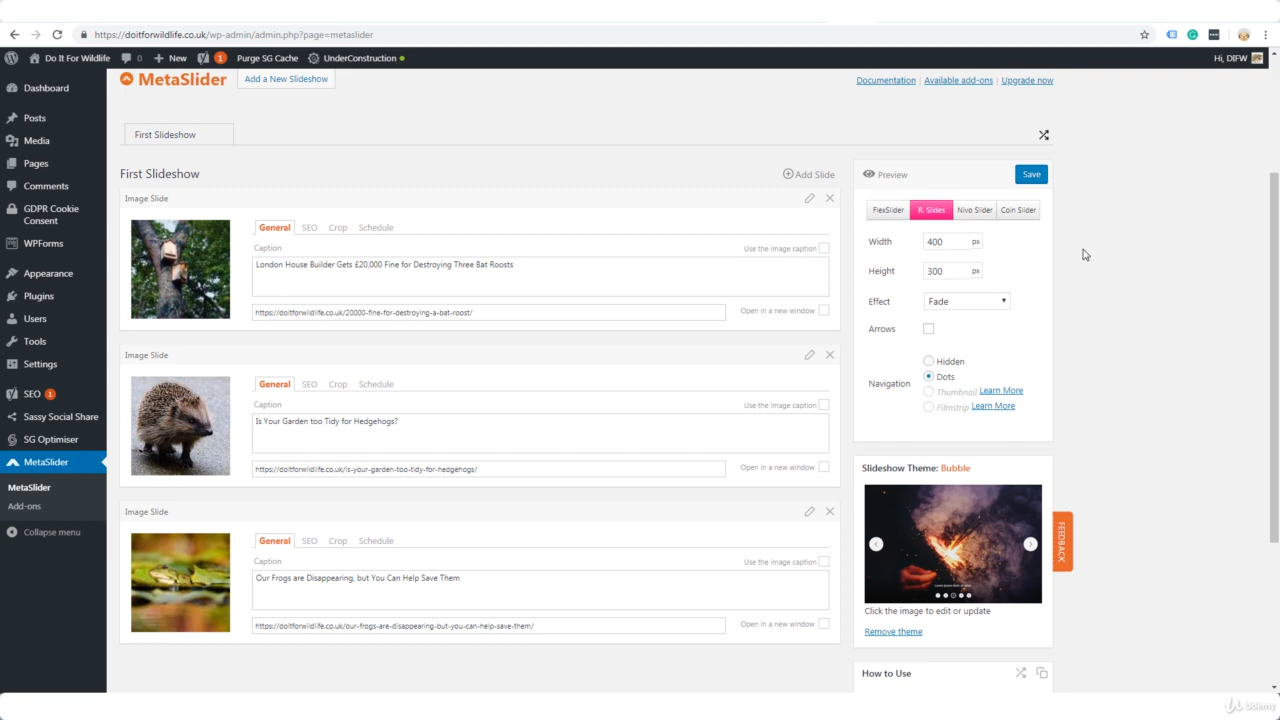 https://doitforwildlife.co.uk/wp-admin/admin.php?page=metaslider
Do It For Wildlife 0 New 1 Purge SG Cache UnderConstruction Hi, DIFW
Dashboard
Posts
Media
Pages
Comments
GDPR Cookie
Consent
WPForms
Appearance
Plugins
Users
Tools
Settings
SEO 1
Sassy Social Share
SG Optimiser
MetaSlider
MetaSlider
Add-ons
Collapse menu
MetaSlider Add a New Slideshow
Documentation | Available add-ons | Upgrade now
First Slideshow
First Slideshow Add Slide
Image Slide
General SEO Crop Schedule
Caption Use the image caption
London House Builder Gets £20,000 Fine for Destroying Three Bat Roosts
https://doitforwildlife.co.uk/20000-fine-for-destroying-a-bat-roost/ Open in a new window
Image Slide
General SEO Crop Schedule
Caption Use the image caption
Is Your Garden too Tidy for Hedgehogs?
https://doitforwildlife.co.uk/is-your-garden-too-tidy-for-hedgehogs/ Open in a new window
Image Slide
General SEO Crop Schedule
Caption Use the image caption
Our Frogs are Disappearing, but You Can Help Save Them
https://doitforwildlife.co.uk/our-frogs-are-disappearing-but-you-can-help-save-them/ Open in a new window
Preview Save
FlexSlider R. Slides Nivo Slider Coin Slider
Width 400 px
Height 300 px
Effect Fade
Arrows
Navigation
Hidden
Dots
Thumbnail Learn More
Filmstrip Learn More
Slideshow Theme: Bubble
Click the image to edit or update
Remove theme
How to Use
FEEDBACK
Udemy